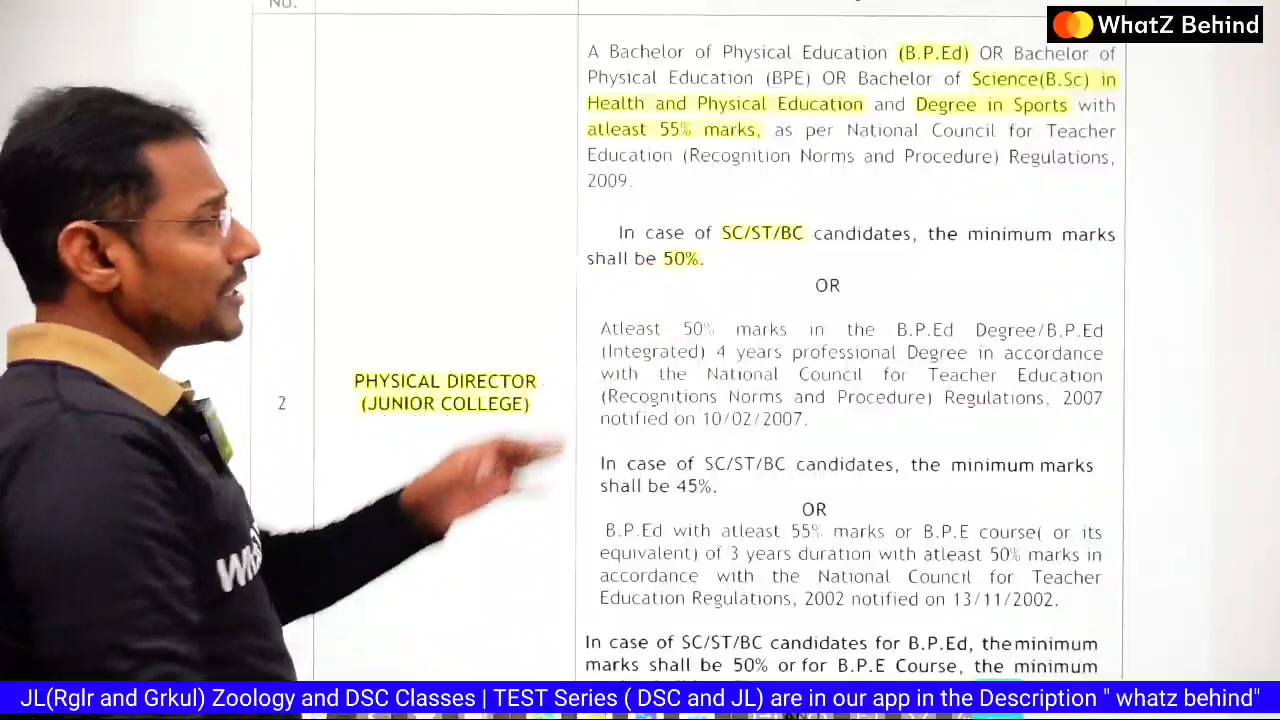 No.
WhatZ Behind
A Bachelor of Physical Education (B.P.Ed) OR Bachelor of
Physical Education (BPE) OR Bachelor of Science(B.Sc) in
Health and Physical Education and Degree in Sports with
atleast 55% marks, as per National Council for Teacher
Education (Recognition Norms and Procedure) Regulations,
2009.
In case of SC/ST/BC candidates, the minimum marks
shall be 50%.
OR
Atleast 50% marks in the B.P.Ed Degree/B.P.Ed
(Integrated) 4 years professional Degree in accordance
with the National Council for Teacher Education
(Recognitions Norms and Procedure) Regulations, 2007
notified on 10/02/2007.
2
PHYSICAL DIRECTOR
(JUNIOR COLLEGE)
In case of SC/ST/BC candidates, the minimum marks
shall be 45%.
OR
B.P.Ed with atleast 55% marks or B.P.E course( or its
equivalent) of 3 years duration with atleast 50% marks in
accordance with the National Council for Teacher
Education Regulations, 2002 notified on 13/11/2002.
In case of SC/ST/BC candidates for B.P.Ed, the minimum
marks shall be 50% or for B.P.E Course, the minimum
JL(Rglr and Grkul) Zoology and DSC Classes | TEST Series ( DSC and JL) are in our app in the Description " whatz behind"